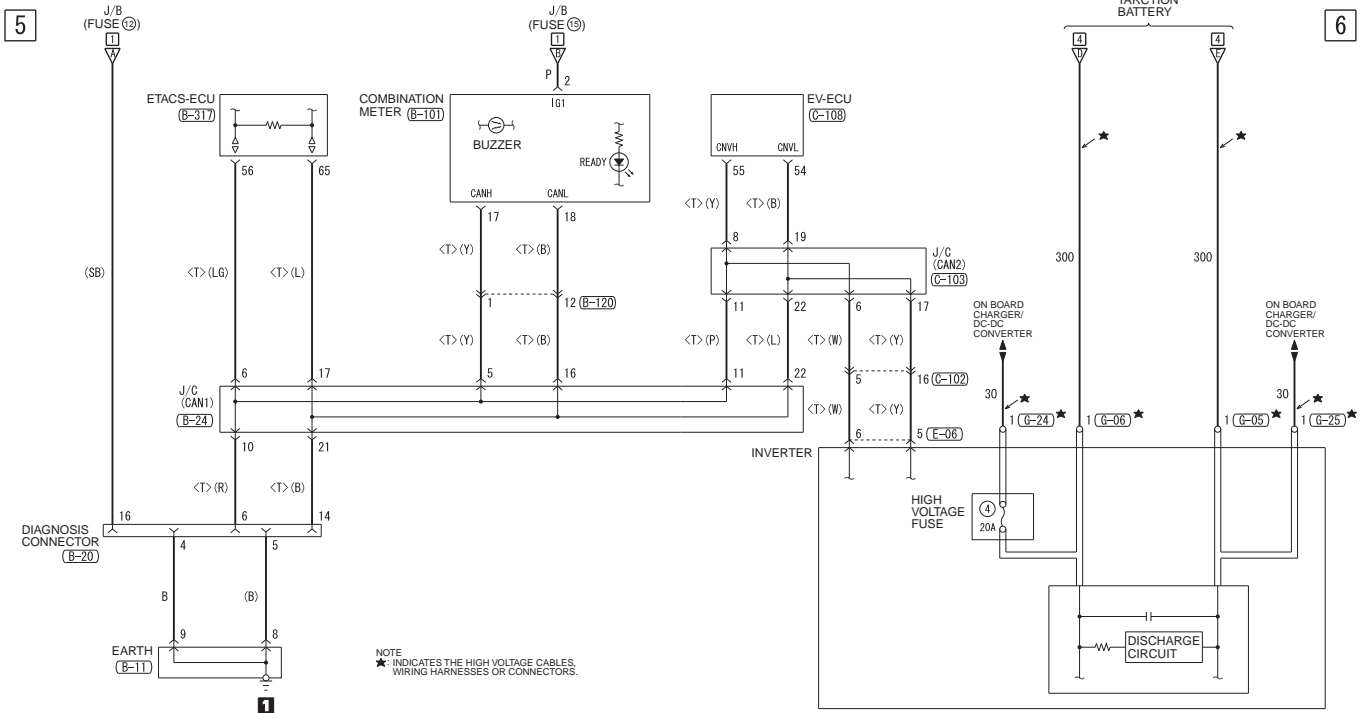 5
J/B
(FUSE ⑫)
1
A
J/B
(FUSE ⑮)
1
B
P
2
TARCTION
BATTERY
4
D
4
E
6
ETACS-ECU
(B-317)
56
65
COMBINATION
METER (B-101)
IG1
BUZZER
READY
CANH
CANL
17
18
EV-ECU
(C-108)
CNVH
CNVL
55
54
★
★
<T>(Y)
<T>(B)
8
19
J/C
(CAN2)
(C-103)
(SB)
<T>(LG)
<T>(L)
<T>(Y)
<T>(B)
300
300
1
12 (B-120)
11
22
6
17
ON BOARD
CHARGER/
DC-DC
CONVERTER
ON BOARD
CHARGER/
DC-DC
CONVERTER
<T>(Y)
<T>(B)
<T>(P)
<T>(L)
<T>(W)
<T>(Y)
6
17
5
16
11
22
5
16 (C-102)
J/C
(CAN1)
(B-24)
30
★
30
★
<T>(W)
<T>(Y)
1 (G-24)★
1 (G-06)★
1 (G-05)★
1 (G-25)★
10
21
6
5 (E-06)
INVERTER
<T>(R)
<T>(B)
HIGH
VOLTAGE
FUSE
④
20A
16
6
14
DIAGNOSIS
CONNECTOR
(B-20)
4
5
B
(B)
9
8
EARTH
(B-11)
1
NOTE
★: INDICATES THE HIGH VOLTAGE CABLES,
WIRING HARNESSES OR CONNECTORS.
DISCHARGE
CIRCUIT